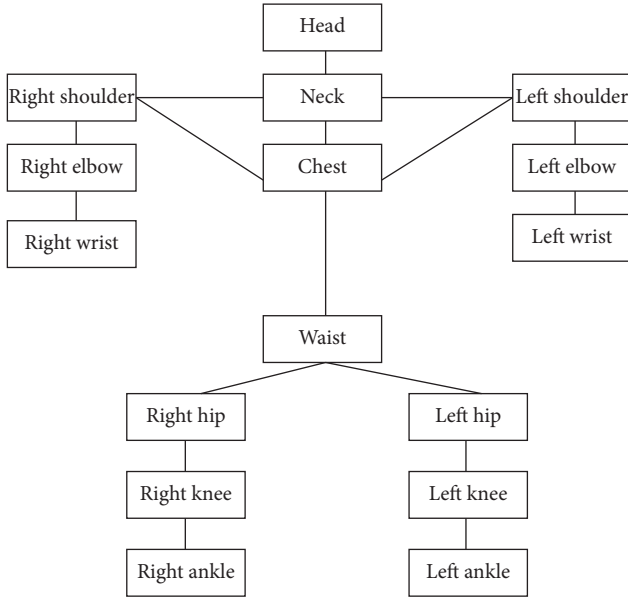 Head
Right shoulder
Neck
Left shoulder
Right elbow
Chest
Left elbow
Right wrist
Left wrist
Waist
Right hip
Left hip
Right knee
Left knee
Right ankle
Left ankle